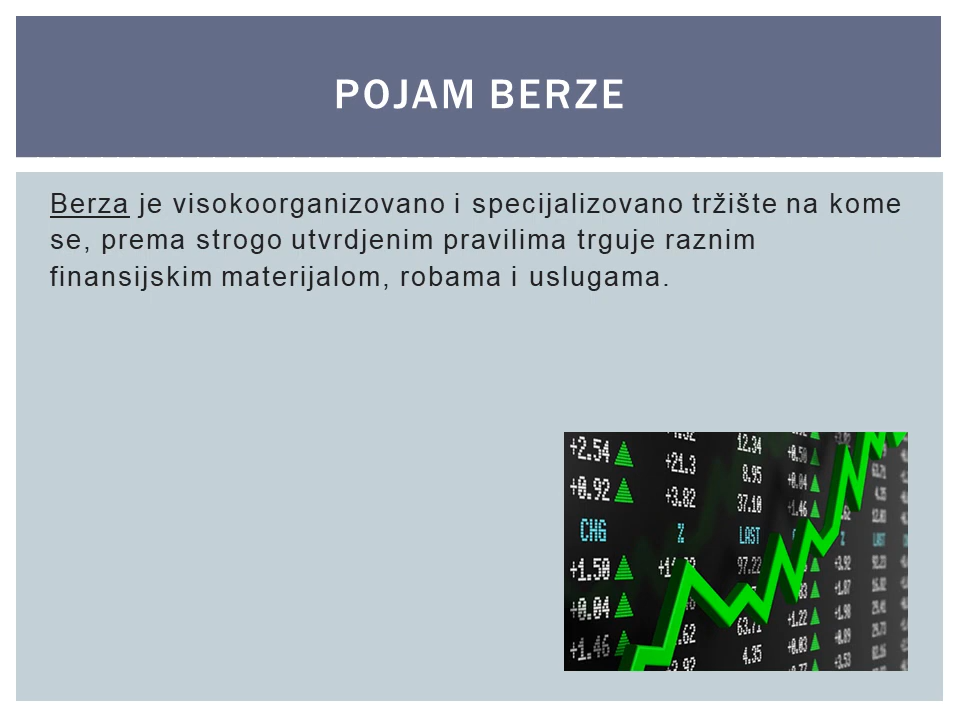 POJAM BERZE
Berza je visokoorganizovano i specijalizovano tržište na kome
se, prema strogo utvrdjenim pravilima trguje raznim
finansijskim materijalom, robama i uslugama.
+2.54 +21.3 12.34
+0.92 +3.82 8.95
37.10
CHG % LAST
+1.50 97.22
+0.04
+1.46 4.35